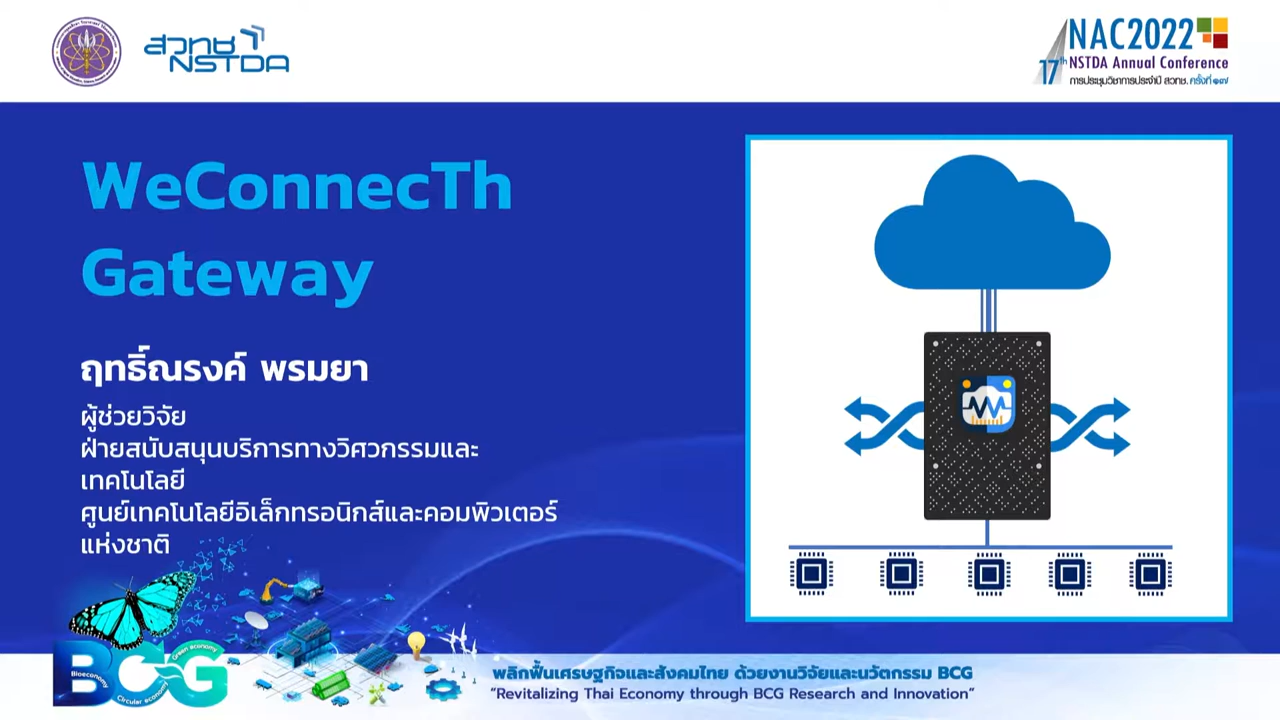 สวทช
NSTDA
NAC2022
17th NSTDA Annual Conference
การประชุมวิชาการประจำปี สวทช. ครั้งที่ ๑๗
WeConnecTh
Gateway
ฤทธิ์ณรงค์ พรมยา
ผู้ช่วยวิจัย
ฝ่ายสนับสนุนบริการทางวิศวกรรมและ
เทคโนโลยี
ศูนย์เทคโนโลยีอิเล็กทรอนิกส์และคอมพิวเตอร์
แห่งชาติ
BCG
Bioeconomy
Circular economy
Green economy
พลิกฟื้นเศรษฐกิจและสังคมไทย ด้วยงานวิจัยและนวัตกรรม BCG
“Revitalizing Thai Economy through BCG Research and Innovation”